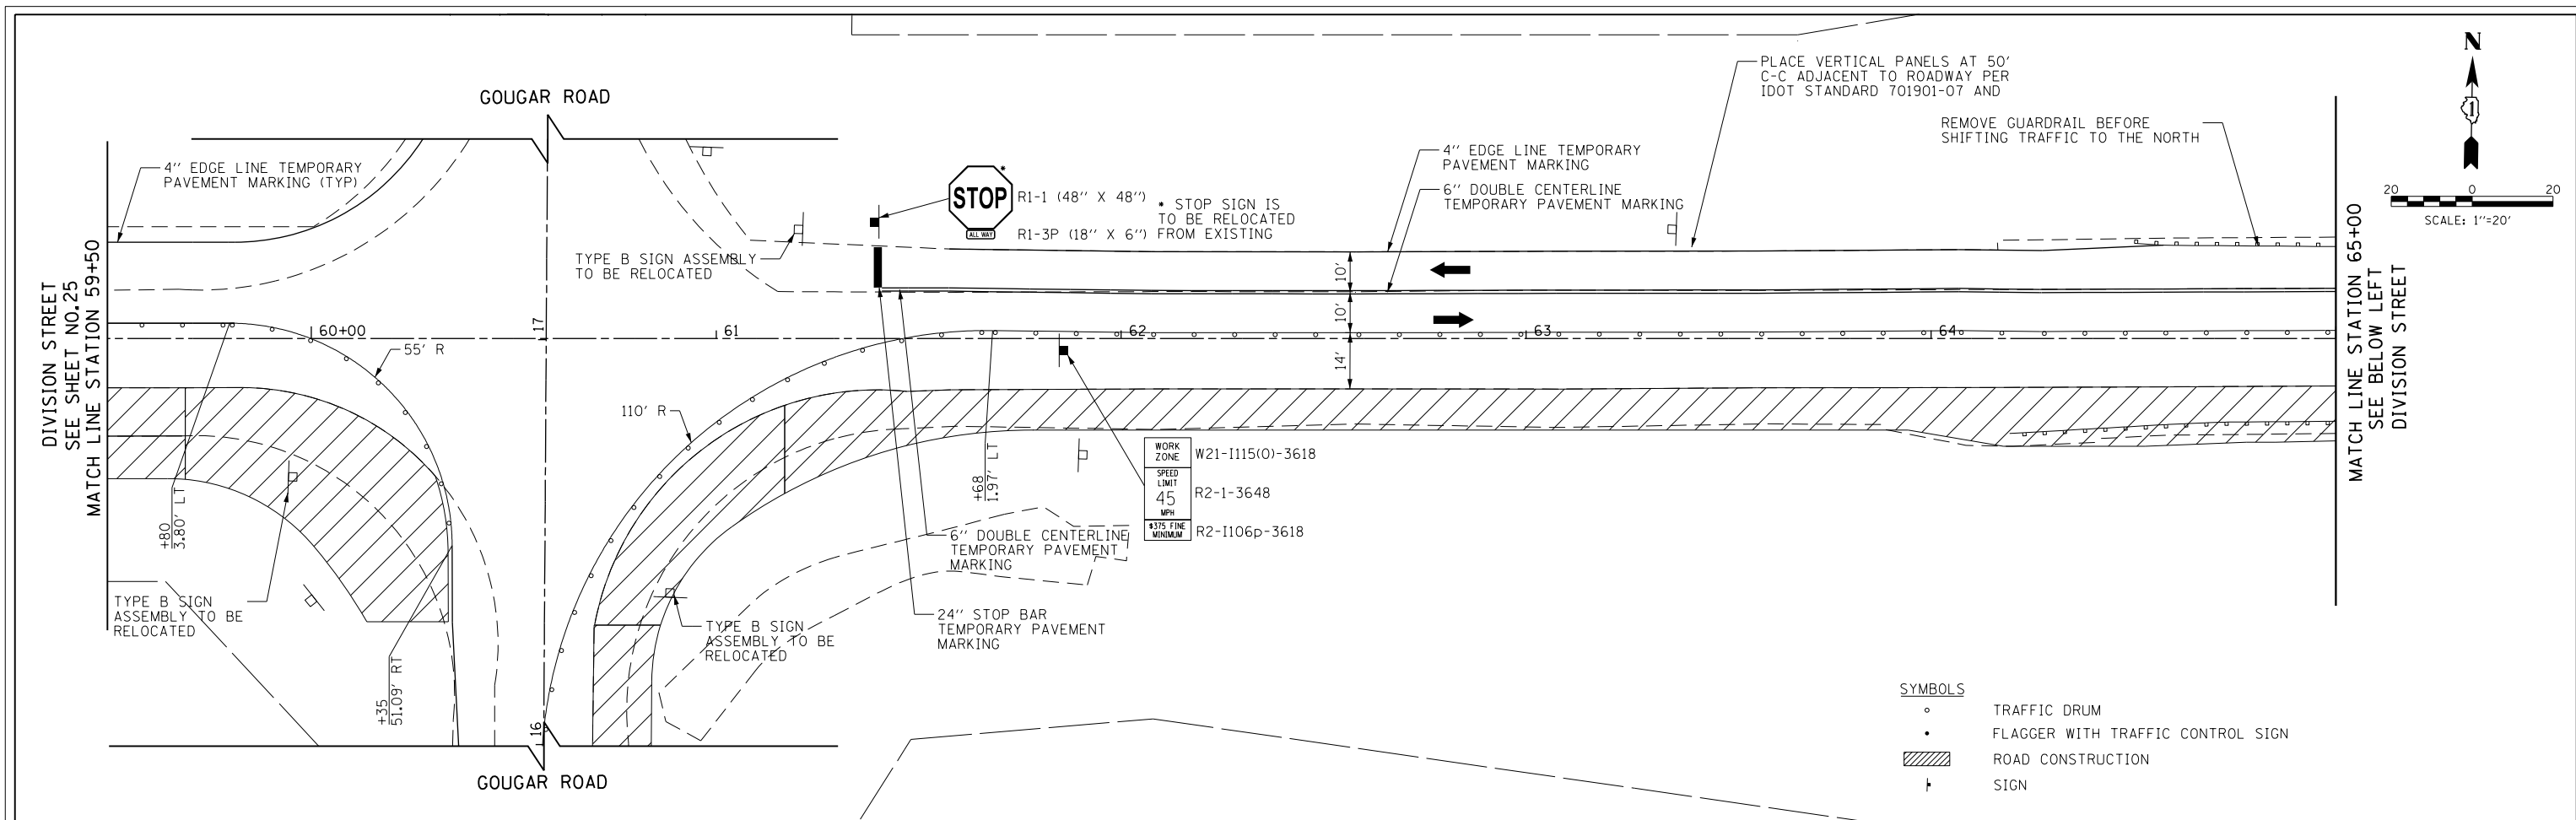 GOUGAR ROAD
4" EDGE LINE TEMPORARY
PAVEMENT MARKING (TYP)
DIVISION STREET
SEE SHEET NO.25
MATCH LINE STATION 59+50
STOP
*
ALL WAY
R1-1 (48" X 48")
R1-3P (18" X 6")
* STOP SIGN IS
TO BE RELOCATED
FROM EXISTING
TYPE B SIGN ASSEMBLY
TO BE RELOCATED
4" EDGE LINE TEMPORARY
PAVEMENT MARKING
6" DOUBLE CENTERLINE
TEMPORARY PAVEMENT MARKING
PLACE VERTICAL PANELS AT 50'
C-C ADJACENT TO ROADWAY PER
IDOT STANDARD 701901-07 AND
REMOVE GUARDRAIL BEFORE
SHIFTING TRAFFIC TO THE NORTH
N
1
20 0 20
SCALE: 1"=20'
MATCH LINE STATION 65+00
SEE BELOW LEFT
DIVISION STREET
10'
10'
14'
60+00
17
61
62
63
64
55' R
110' R
+80
3.80' LT
+68
1.97' LT
+35
51.09' RT
16
WORK
ZONE
W21-I115(O)-3618
SPEED
LIMIT
45
MPH
R2-1-3648
$375 FINE
MINIMUM
R2-I106p-3618
6" DOUBLE CENTERLINE
TEMPORARY PAVEMENT
MARKING
24" STOP BAR
TEMPORARY PAVEMENT
MARKING
TYPE B SIGN
ASSEMBLY TO BE
RELOCATED
TYPE B SIGN
ASSEMBLY TO BE
RELOCATED
GOUGAR ROAD
SYMBOLS
TRAFFIC DRUM
FLAGGER WITH TRAFFIC CONTROL SIGN
ROAD CONSTRUCTION
SIGN